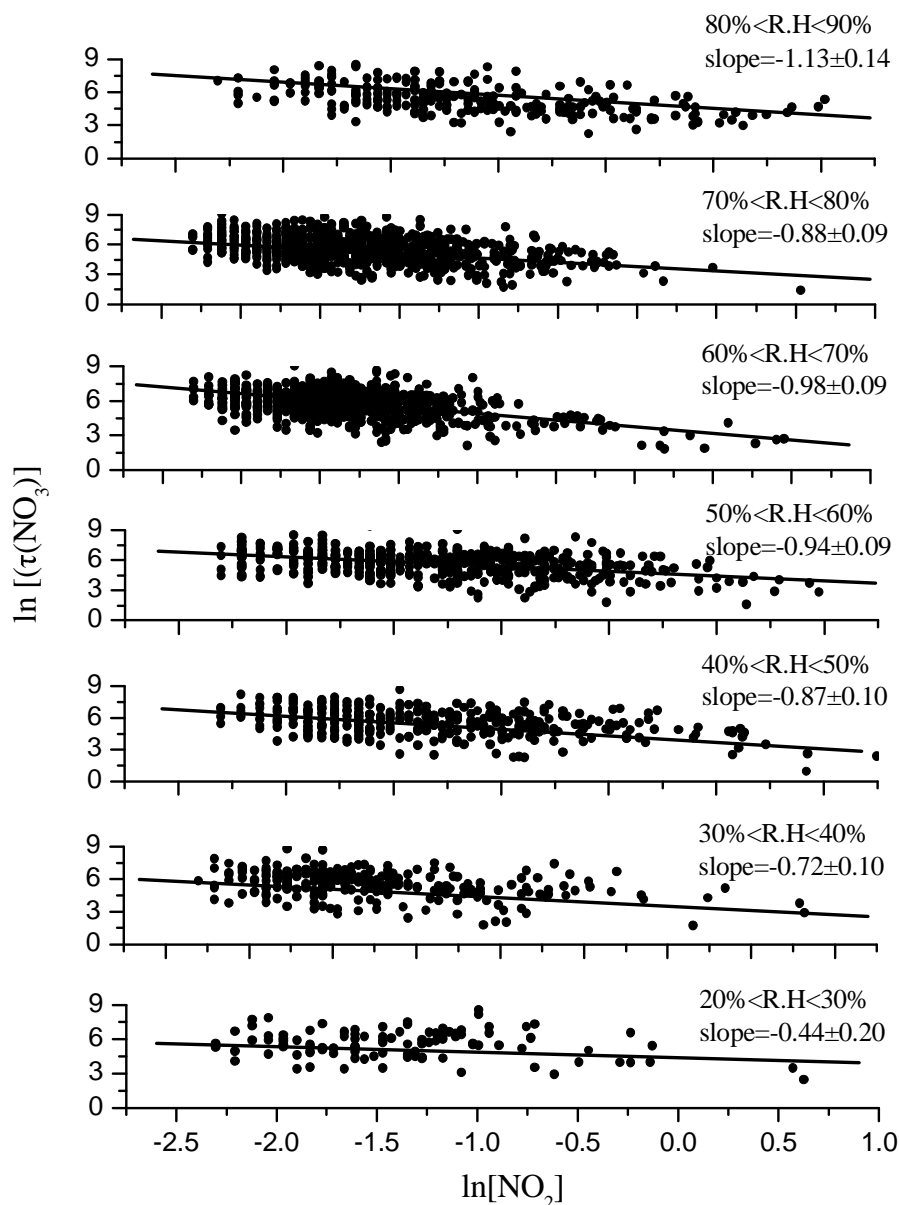 80%<R.H<90%
slope=-1.13±0.14
9
6
3
0
70%<R.H<80%
slope=-0.88±0.09
9
6
3
0
60%<R.H<70%
slope=-0.98±0.09
9
6
3
0
50%<R.H<60%
slope=-0.94±0.09
9
6
3
0
ln [(τ(NO3)]
40%<R.H<50%
slope=-0.87±0.10
9
6
3
0
30%<R.H<40%
slope=-0.72±0.10
9
6
3
0
20%<R.H<30%
slope=-0.44±0.20
9
6
3
0
-2.5 -2.0 -1.5 -1.0 -0.5 0.0 0.5 1.0
ln[NO2]